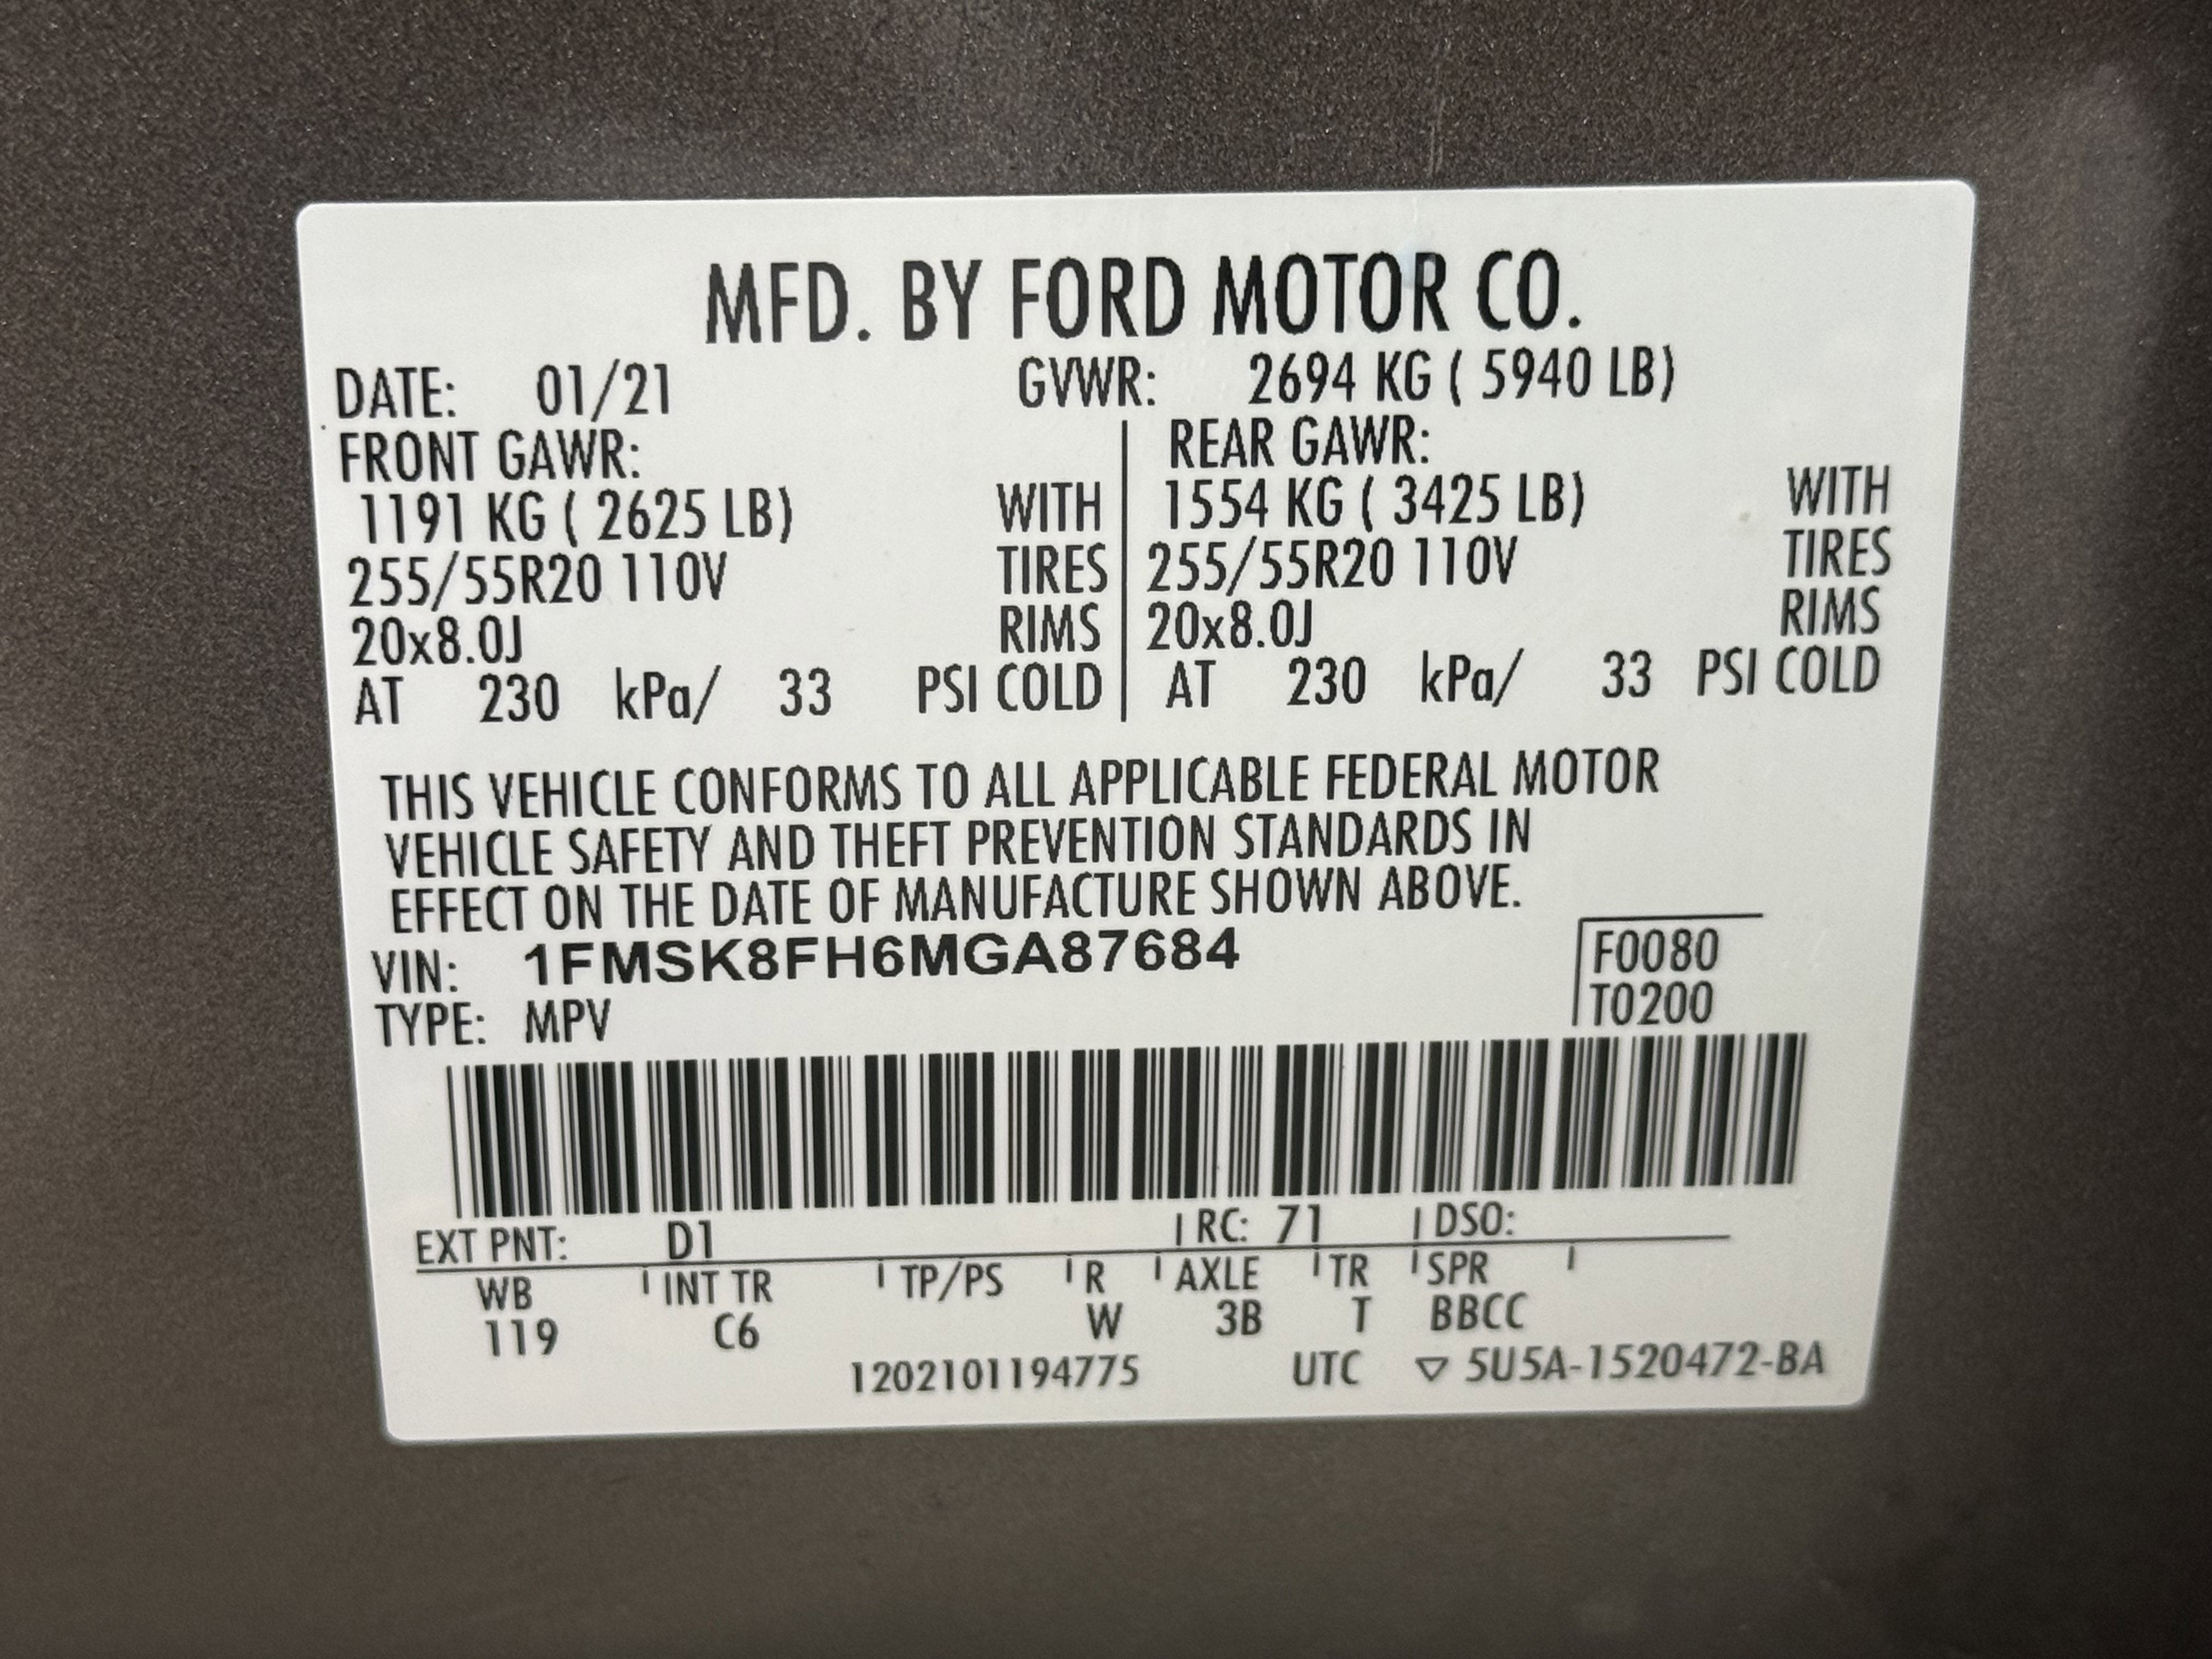 MFD. BY FORD MOTOR CO.
DATE: 01/21 GVWR: 2694 KG ( 5940 LB)
FRONT GAWR: REAR GAWR:
1191 KG ( 2625 LB) WITH 1554 KG ( 3425 LB) WITH
255/55R20 110V TIRES 255/55R20 110V TIRES
20x8.0J RIMS 20x8.0J RIMS
AT 230 kPa/ 33 PSI COLD AT 230 kPa/ 33 PSI COLD
THIS VEHICLE CONFORMS TO ALL APPLICABLE FEDERAL MOTOR
VEHICLE SAFETY AND THEFT PREVENTION STANDARDS IN
EFFECT ON THE DATE OF MANUFACTURE SHOWN ABOVE.
VIN: 1FMSK8FH6MGA87684 F0080
TYPE: MPV T0200
EXT PNT: D1 RC: 71 DSO:
WB INT TR TP/PS R AXLE TR SPR
119 C6 W 3B T BBCC
1202101194775 UTC ▽ 5U5A-1520472-BA